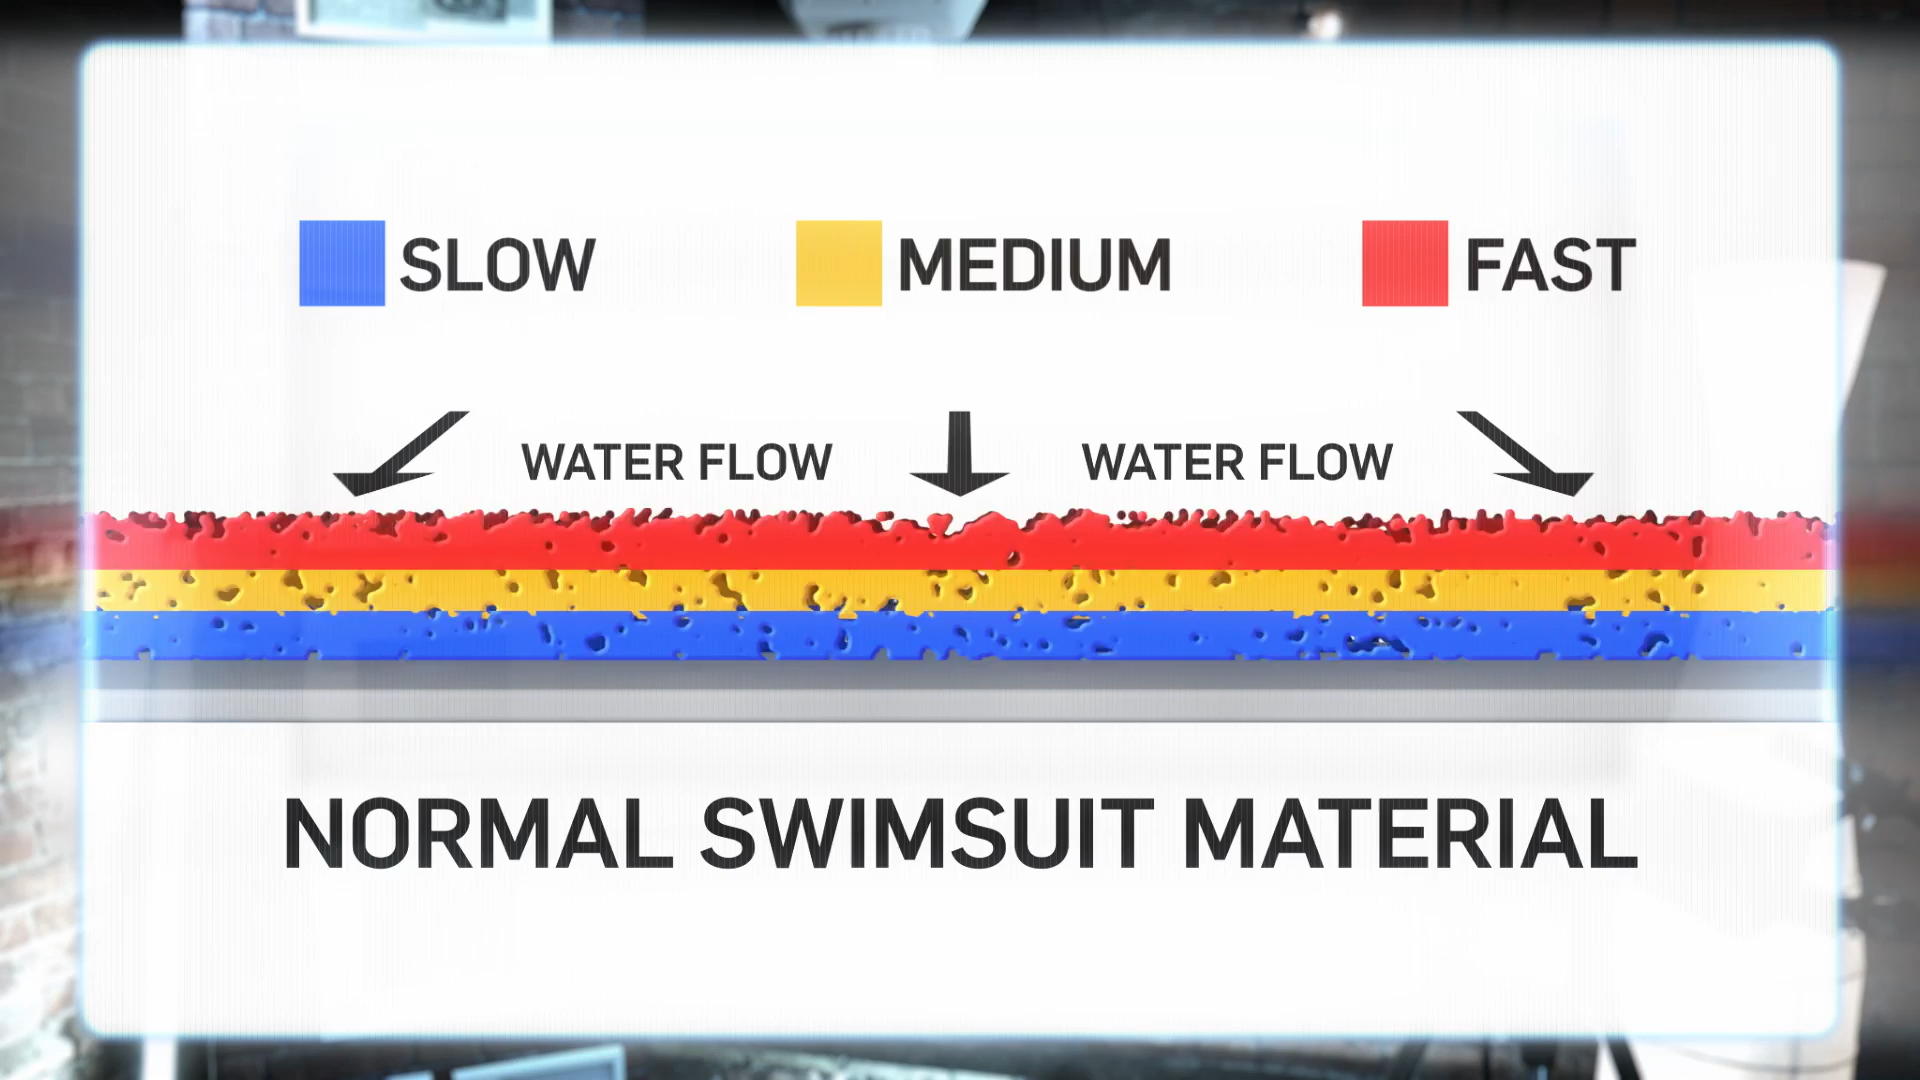 SLOW
MEDIUM
FAST
WATER FLOW
WATER FLOW
NORMAL SWIMSUIT MATERIAL